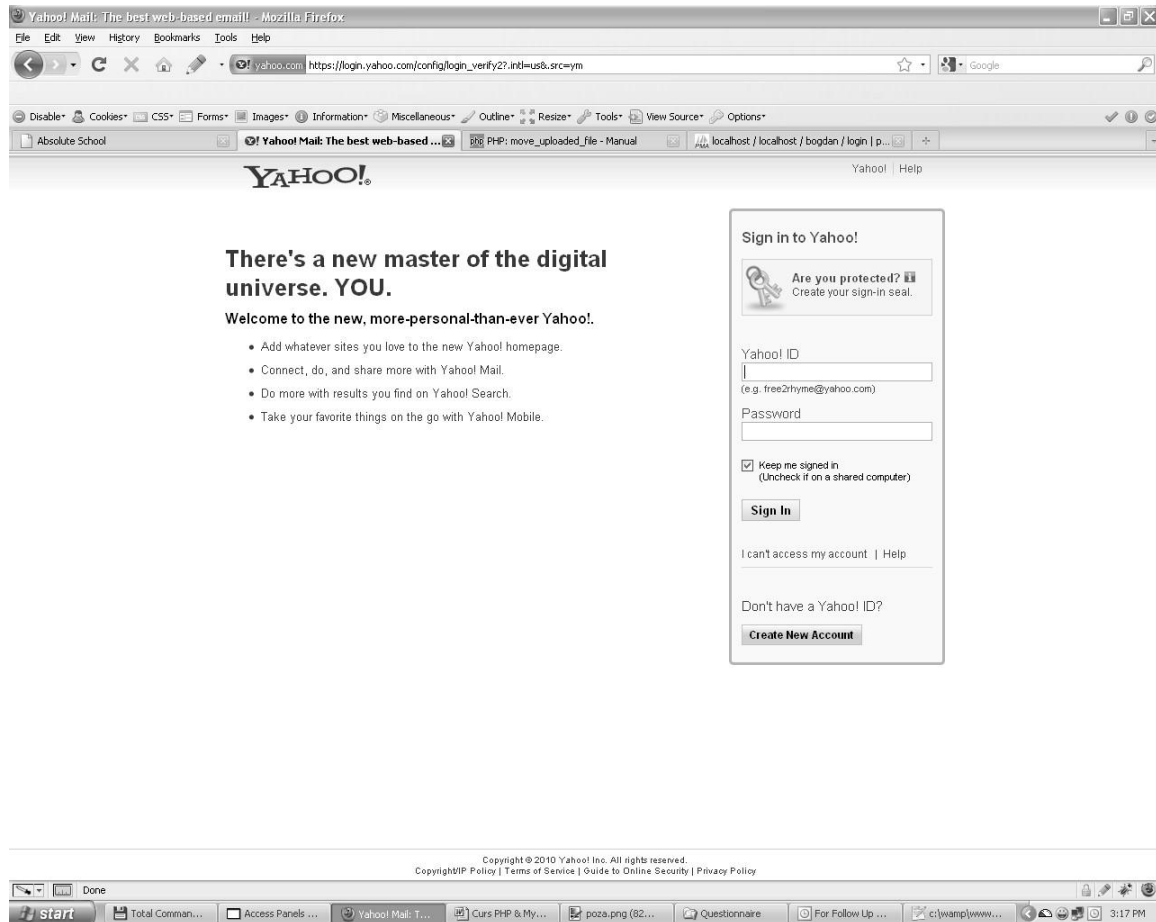 Yahoo! Mail: The best web-based email! - Mozilla Firefox
File Edit View History Bookmarks Tools Help
yahoo.com https://login.yahoo.com/config/login_verify2?.intl=us&.src=ym Google
Disable Cookies CSS Forms Images Information Miscellaneous Outline Resize Tools View Source Options
Absolute School Yahoo! Mail: The best web-based ... PHP: move_uploaded_file - Manual localhost / localhost / bogdan / login | p...
YAHOO!
Yahoo! Help
There's a new master of the digital
universe. YOU.
Welcome to the new, more-personal-than-ever Yahoo!.
• Add whatever sites you love to the new Yahoo! homepage.
• Connect, do, and share more with Yahoo! Mail.
• Do more with results you find on Yahoo! Search.
• Take your favorite things on the go with Yahoo! Mobile.
Sign in to Yahoo!
Are you protected?
Create your sign-in seal.
Yahoo! ID
(e.g. free2rhyme@yahoo.com)
Password
Keep me signed in
(Uncheck if on a shared computer)
Sign In
I can't access my account | Help
Don't have a Yahoo! ID?
Create New Account
Copyright © 2010 Yahoo! Inc. All rights reserved.
Copyright/IP Policy | Terms of Service | Guide to Online Security | Privacy Policy
Done
start Total Comman... Access Panels ... Yahoo! Mail: T... Curs PHP & My... poza.png (82... Questionnaire For Follow Up ... c:\wamp\www... 3:17 PM